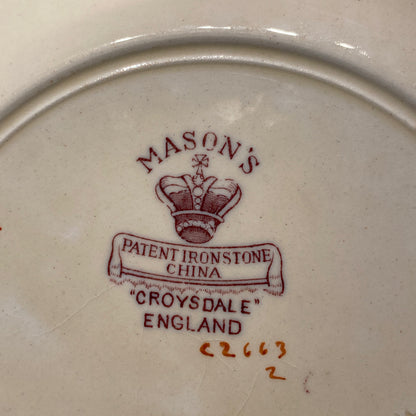 MASON'S
PATENT IRONSTONE
CHINA
"CROYSDALE"
ENGLAND
C2663
2